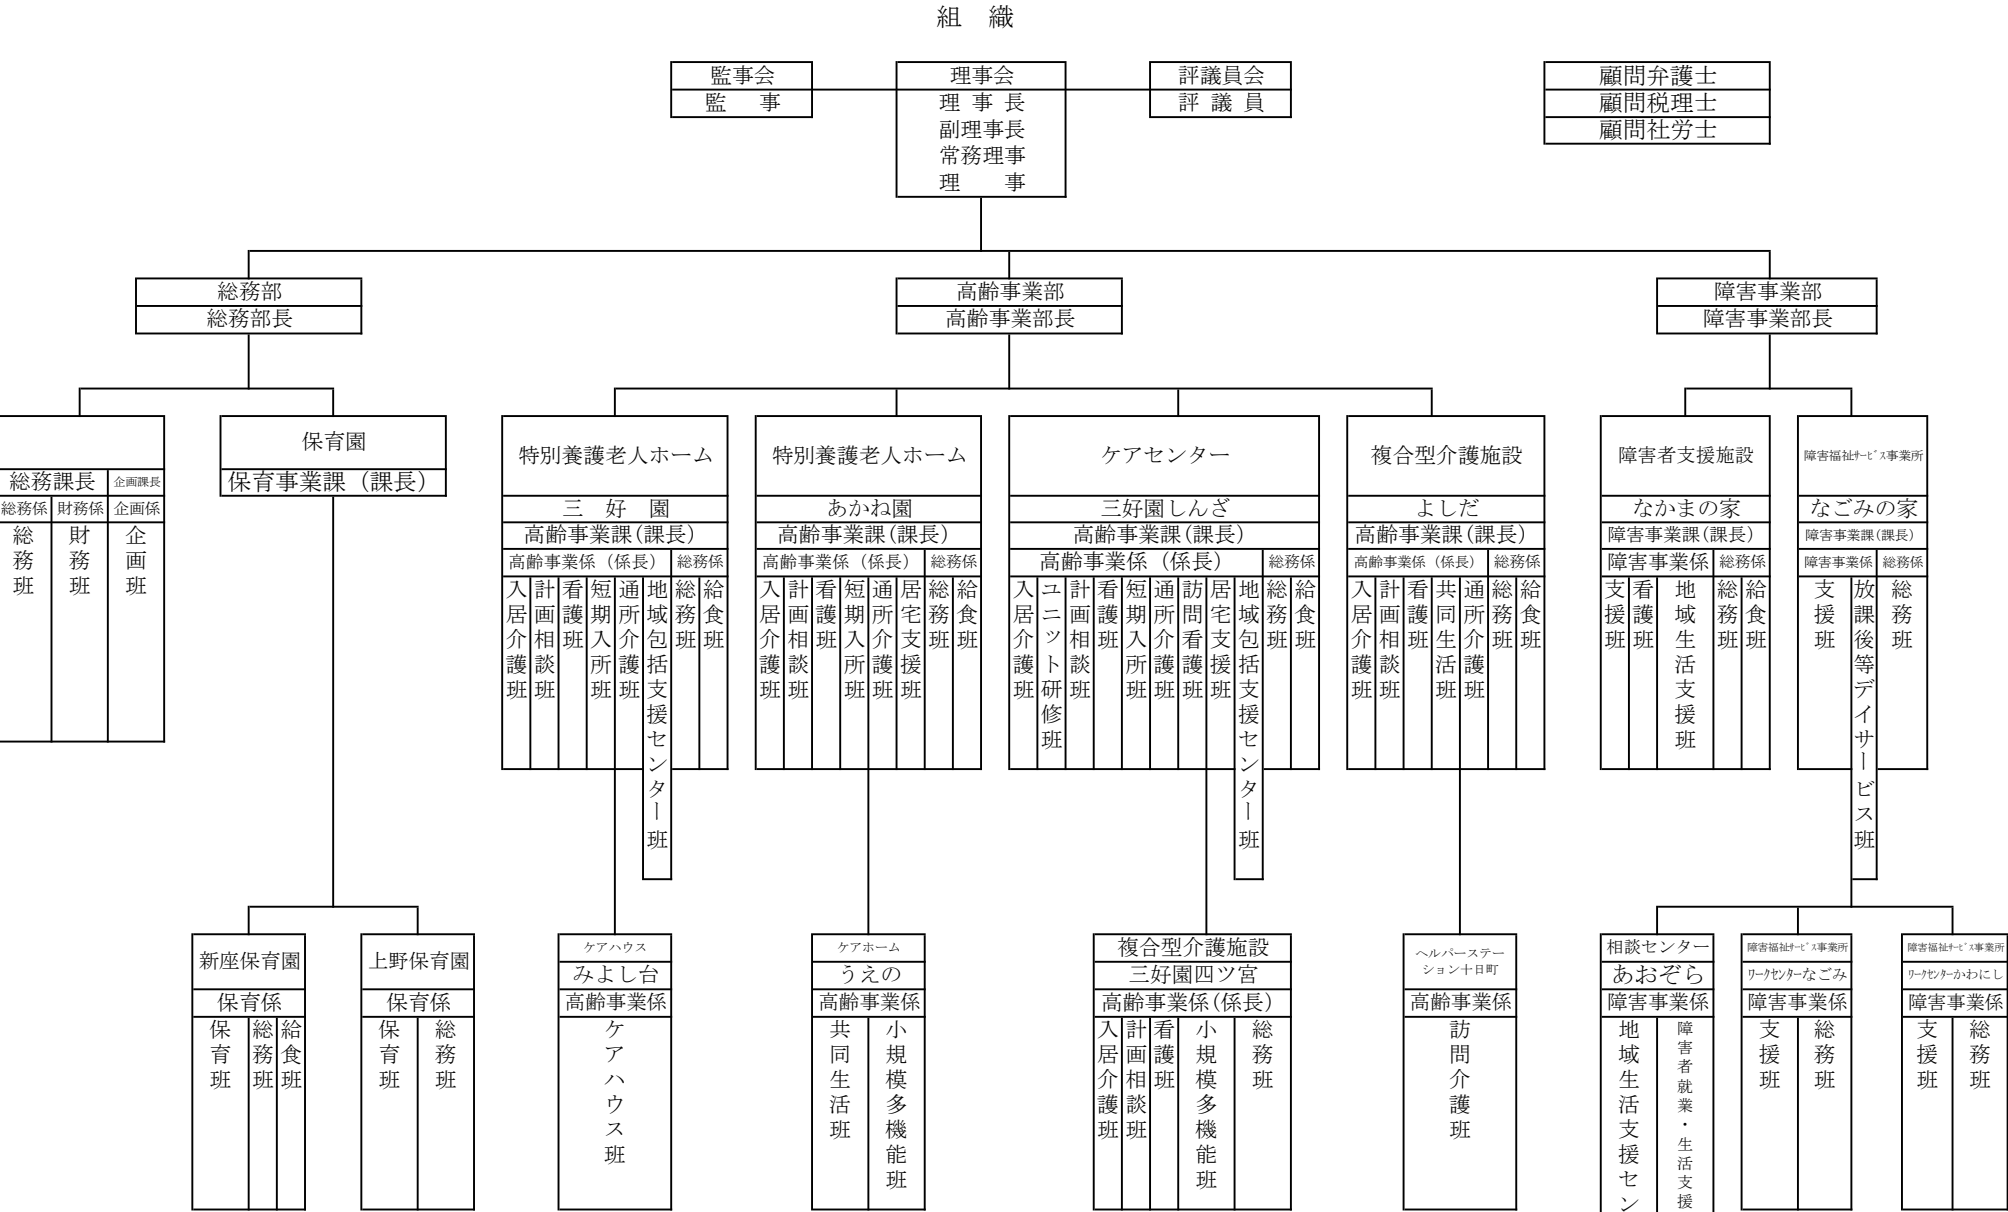 組　織
監事会
監　事
理事会
理 事 長
副理事長
常務理事
理　　事
評議員会
評 議 員
顧問弁護士
顧問税理士
顧問社労士
総務部
総務部長
高齢事業部
高齢事業部長
障害事業部
障害事業部長
総務課長
企画課長
総務係
財務係
企画係
総務班
財務班
企画班
保育園
保育事業課（課長）
特別養護老人ホーム
三　好　園
高齢事業課(課長)
高齢事業係（係長）
総務係
入居介護班
計画相談班
看護班
短期入所班
通所介護班
地域包括支援センター班
総務班
給食班
特別養護老人ホーム
あかね園
高齢事業課(課長)
高齢事業係（係長）
総務係
入居介護班
計画相談班
看護班
短期入所班
通所介護班
居宅支援班
総務班
給食班
ケアセンター
三好園しんざ
高齢事業課(課長)
高齢事業係（係長）
総務係
入居介護班
ユニット研修班
計画相談班
看護班
短期入所班
通所介護班
訪問看護班
居宅支援班
地域包括支援センター班
総務班
給食班
複合型介護施設
よしだ
高齢事業課(課長)
高齢事業係（係長）
総務係
入居介護班
計画相談班
看護班
共同生活班
通所介護班
総務班
給食班
障害者支援施設
なかまの家
障害事業課(課長)
障害事業係
総務係
支援班
看護班
地域生活支援班
総務班
給食班
障害福祉ｻｰﾋﾞｽ事業所
なごみの家
障害事業課(課長)
障害事業係
総務係
支援班
放課後等デイサービス班
総務班
新座保育園
保育係
保育班
総務班
給食班
上野保育園
保育係
保育班
総務班
ケアハウス
みよし台
高齢事業係
ケアハウス班
ケアホーム
うえの
高齢事業係
共同生活班
小規模多機能班
複合型介護施設
三好園四ツ宮
高齢事業係(係長)
入居介護班
計画相談班
看護班
小規模多機能班
総務班
ヘルパーステー
ション十日町
高齢事業係
訪問介護班
相談センター
あおぞら
障害事業係
地域生活支援セン
障害者就業・生活支援
障害福祉ｻｰﾋﾞｽ事業所
ﾜｰｸｾﾝﾀｰなごみ
障害事業係
支援班
総務班
障害福祉ｻｰﾋﾞｽ事業所
ﾜｰｸｾﾝﾀｰかわにし
障害事業係
支援班
総務班